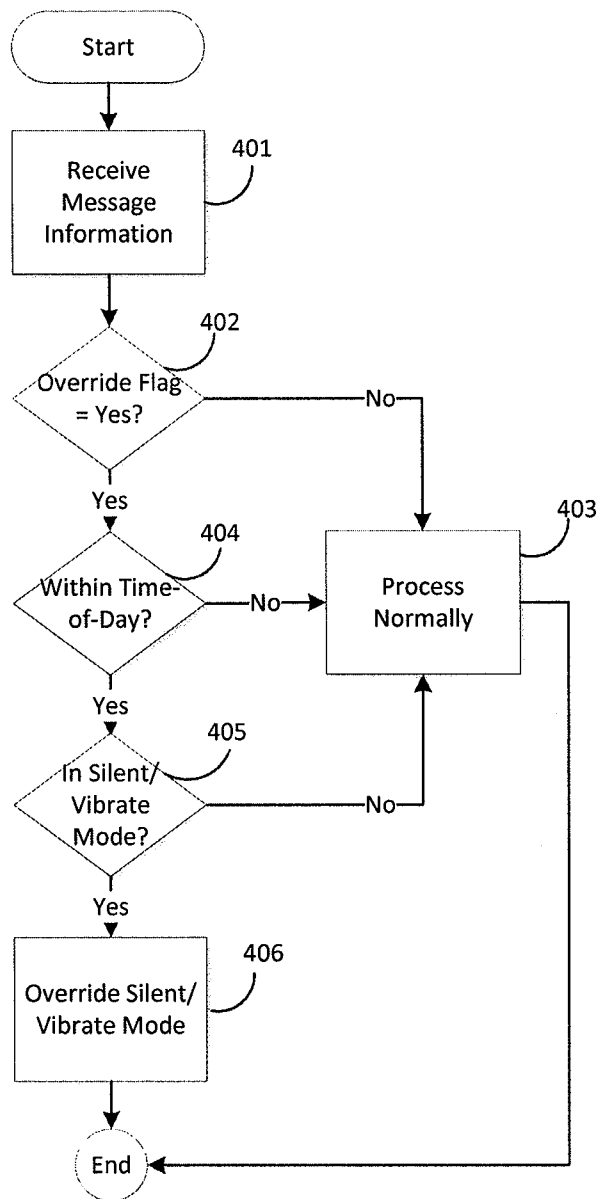 Start
401
Receive
Message
Information
402
Override Flag
= Yes?
No
Yes
404
403
Within Time-
of-Day?
No
Process
Normally
Yes
405
In Silent/
Vibrate
Mode?
No
Yes
406
Override Silent/
Vibrate Mode
End